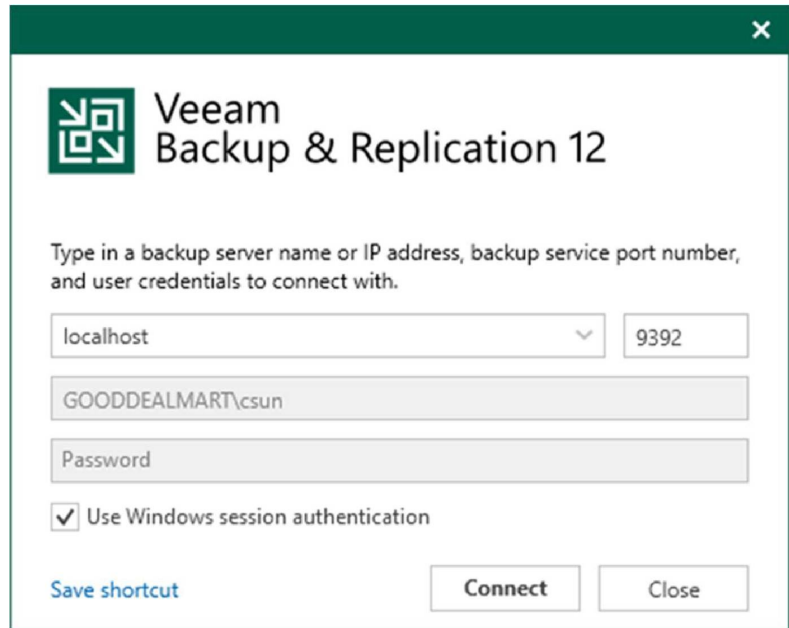 Veeam
Backup & Replication 12
Type in a backup server name or IP address, backup service port number,
and user credentials to connect with.
localhost
9392
GOODDEALMART\csun
Password
Use Windows session authentication
Save shortcut
Connect
Close